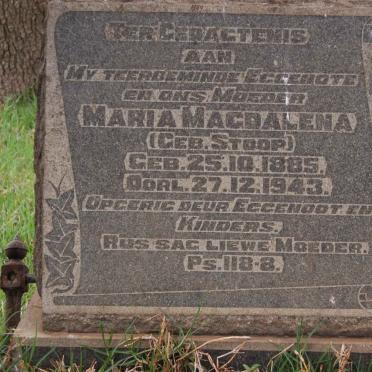 TER GEDAGTENIS
AAN
MY TEERBEMINDE EGGENOTE
EN ONS MOEDER
MARIA MAGDALENA
(GEB. STOOP)
GEB. 25.10.1885.
OORL. 27.12.1943.
OPGERIG DEUR EGGENOOT EN
KINDERS.
RUS SAG LIEWE MOEDER.
PS. 118-8.